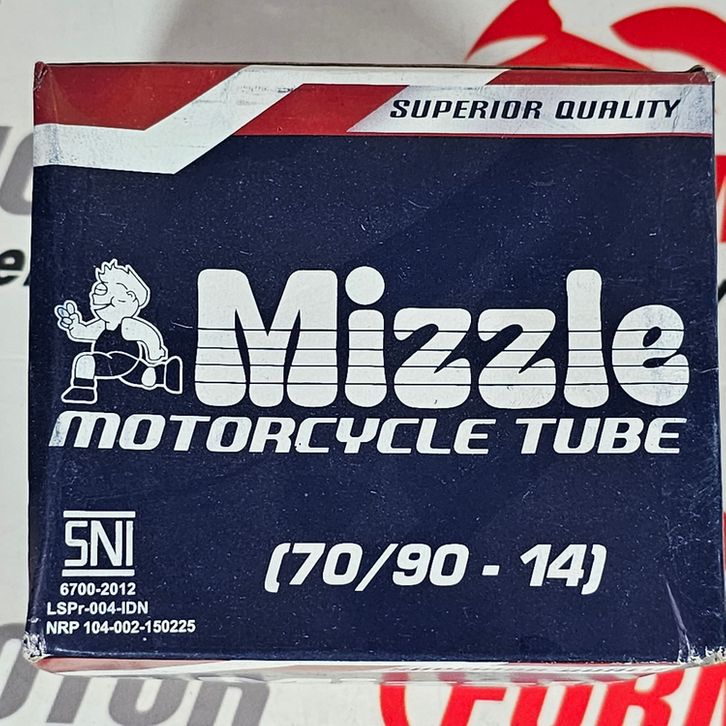 SUPERIOR QUALITY
Mizzle
MOTORCYCLE TUBE
SNI
6700-2012
LSPr-004-IDN
NRP 104-002-150225
(70/90 - 14)